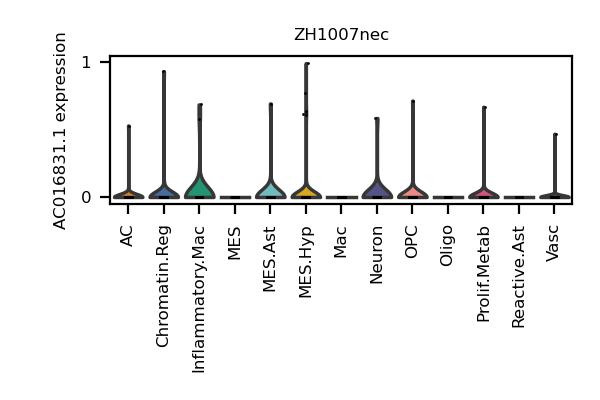 ZH1007nec
AC016831.1 expression
1
0
AC
Chromatin.Reg
Inflammatory.Mac
MES
MES.Ast
MES.Hyp
Mac
Neuron
OPC
Oligo
Prolif.Metab
Reactive.Ast
Vasc